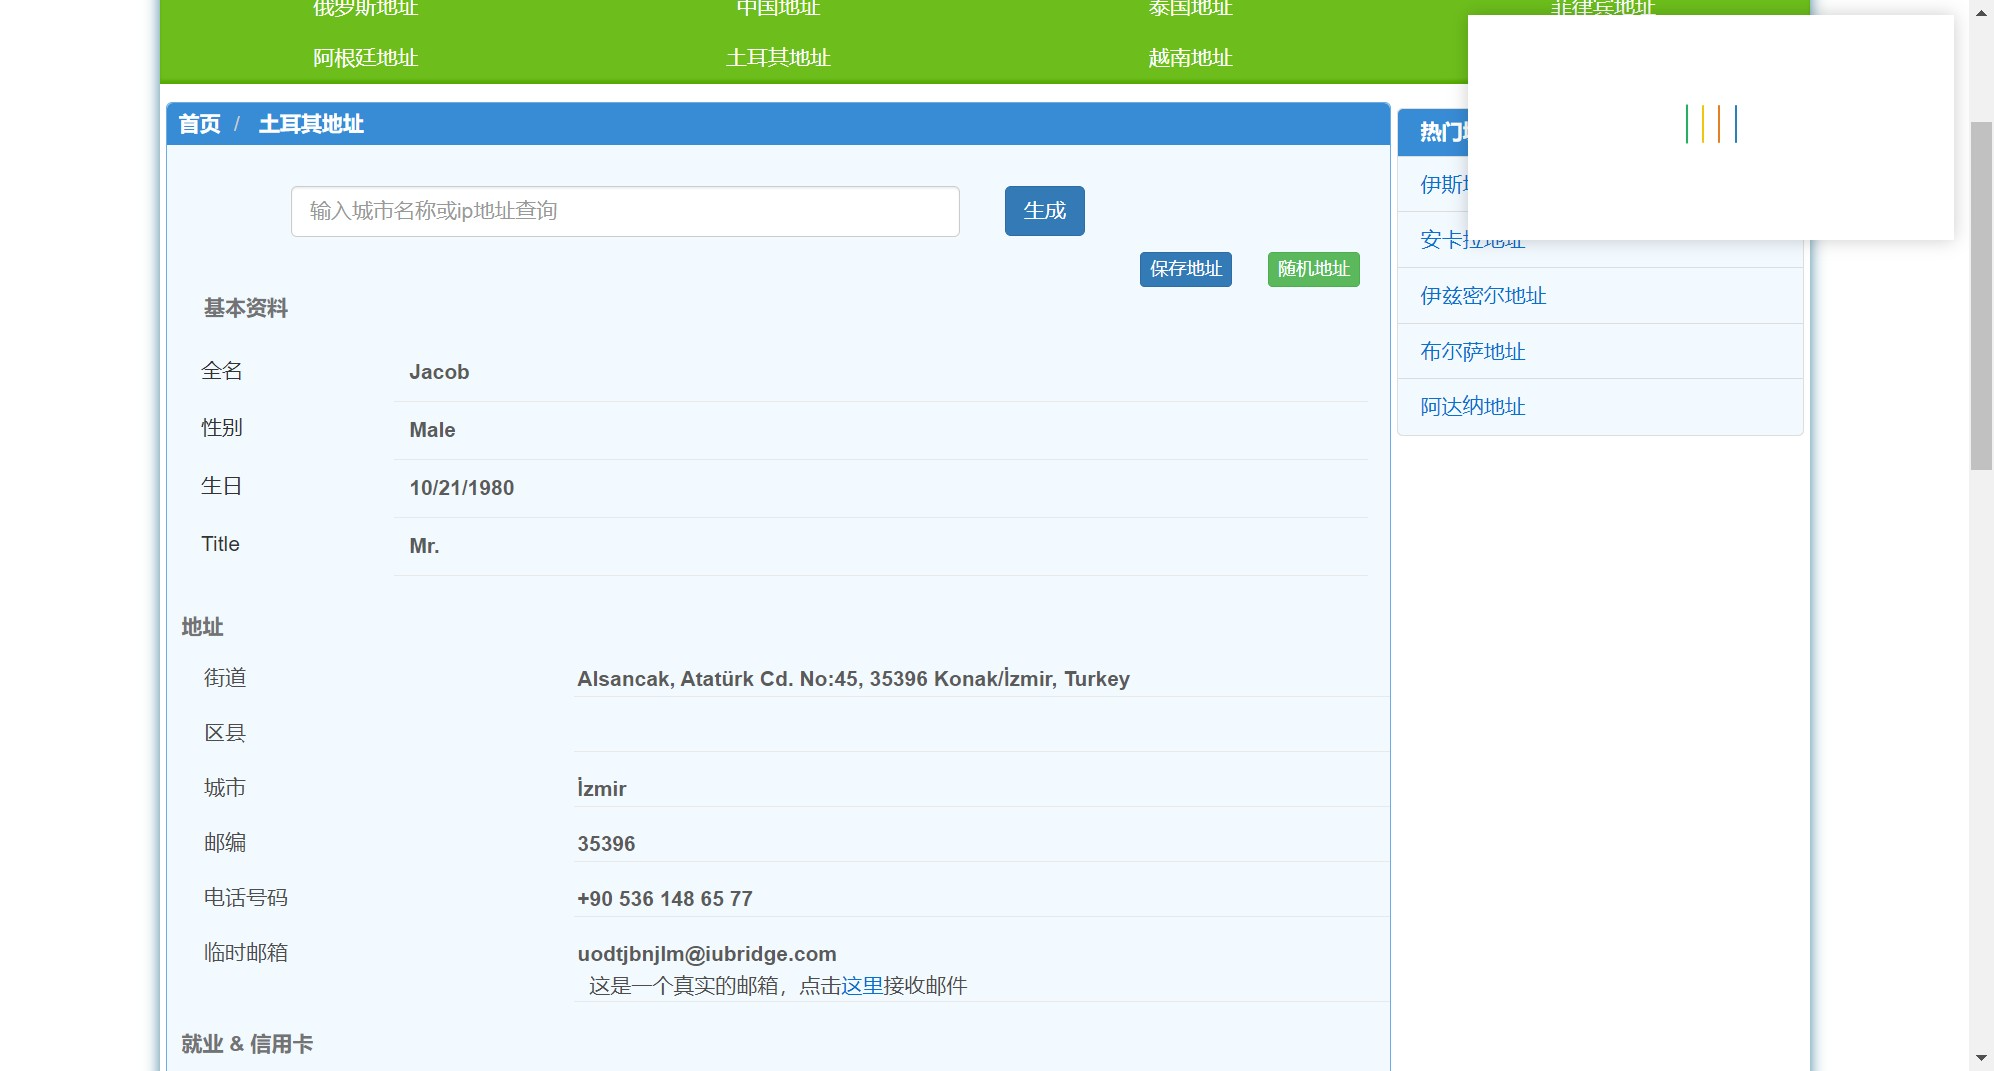 俄罗斯地址 中国地址 泰国地址 菲律宾地址
阿根廷地址 土耳其地址 越南地址
首页 / 土耳其地址
热门
输入城市名称或ip地址查询 生成
伊斯
保存地址 随机地址
安卡拉地址
基本资料
伊兹密尔地址
布尔萨地址
全名 Jacob
阿达纳地址
性别 Male
生日 10/21/1980
Title Mr.
地址
街道 Alsancak, Atatürk Cd. No:45, 35396 Konak/İzmir, Turkey
区县
城市 İzmir
邮编 35396
电话号码 +90 536 148 65 77
临时邮箱 uodtjbnjlm@iubridge.com
这是一个真实的邮箱，点击这里接收邮件
就业 & 信用卡